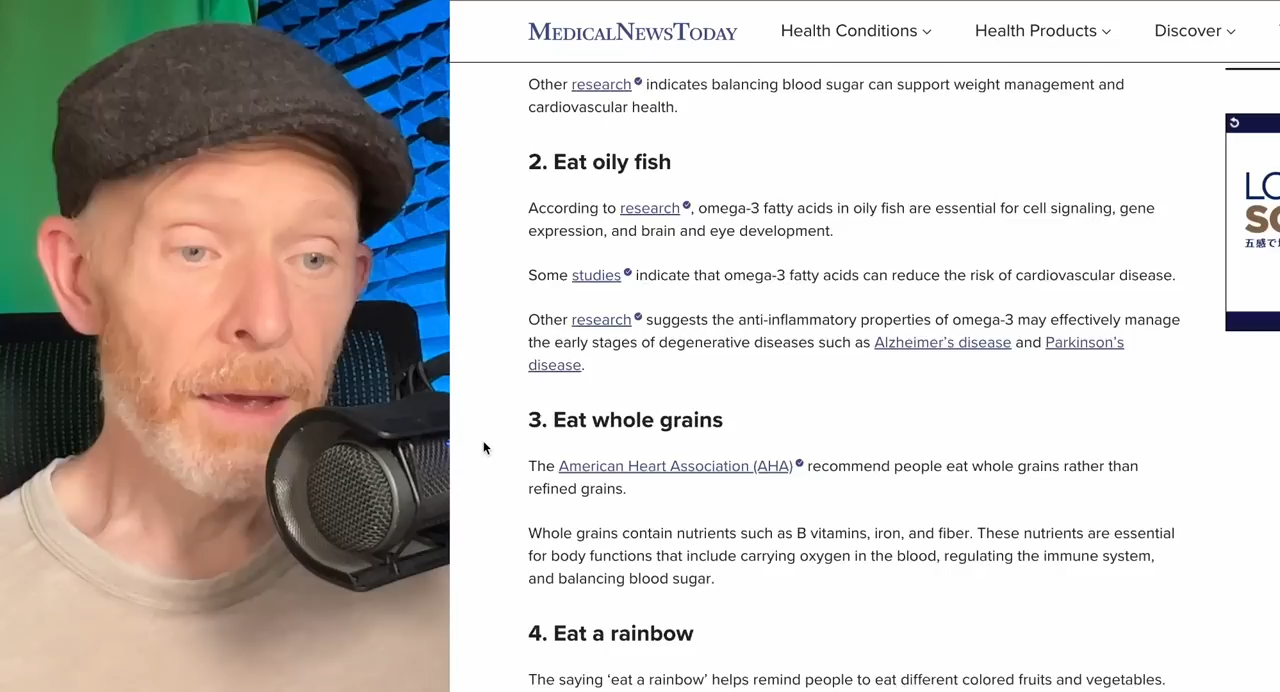 MEDICALNEWSTODAY
Health Conditions
Health Products
Discover
Other research indicates balancing blood sugar can support weight management and
cardiovascular health.
2. Eat oily fish
According to research, omega-3 fatty acids in oily fish are essential for cell signaling, gene
expression, and brain and eye development.
Some studies indicate that omega-3 fatty acids can reduce the risk of cardiovascular disease.
Other research suggests the anti-inflammatory properties of omega-3 may effectively manage
the early stages of degenerative diseases such as Alzheimer's disease and Parkinson's
disease.
3. Eat whole grains
The American Heart Association (AHA) recommend people eat whole grains rather than
refined grains.
Whole grains contain nutrients such as B vitamins, iron, and fiber. These nutrients are essential
for body functions that include carrying oxygen in the blood, regulating the immune system,
and balancing blood sugar.
4. Eat a rainbow
The saying ‘eat a rainbow’ helps remind people to eat different colored fruits and vegetables.
五感で